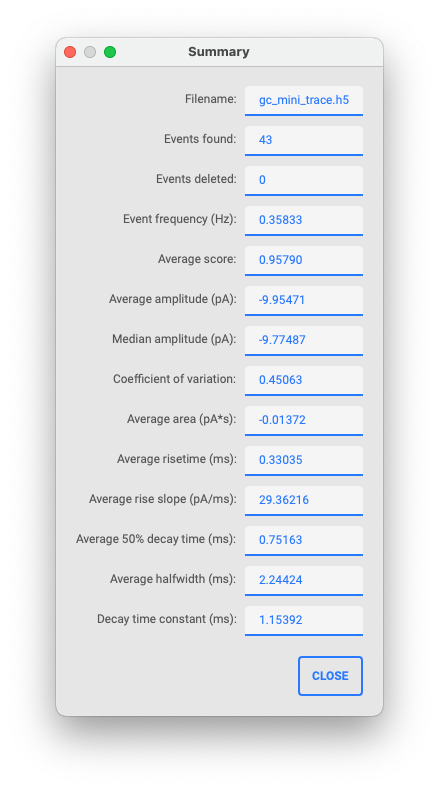 Summary
Filename: gc_mini_trace.h5
Events found: 43
Events deleted: 0
Event frequency (Hz): 0.35833
Average score: 0.95790
Average amplitude (pA): -9.95471
Median amplitude (pA): -9.77487
Coefficient of variation: 0.45063
Average area (pA*s): -0.01372
Average risetime (ms): 0.33035
Average rise slope (pA/ms): 29.36216
Average 50% decay time (ms): 0.75163
Average halfwidth (ms): 2.24424
Decay time constant (ms): 1.15392
CLOSE